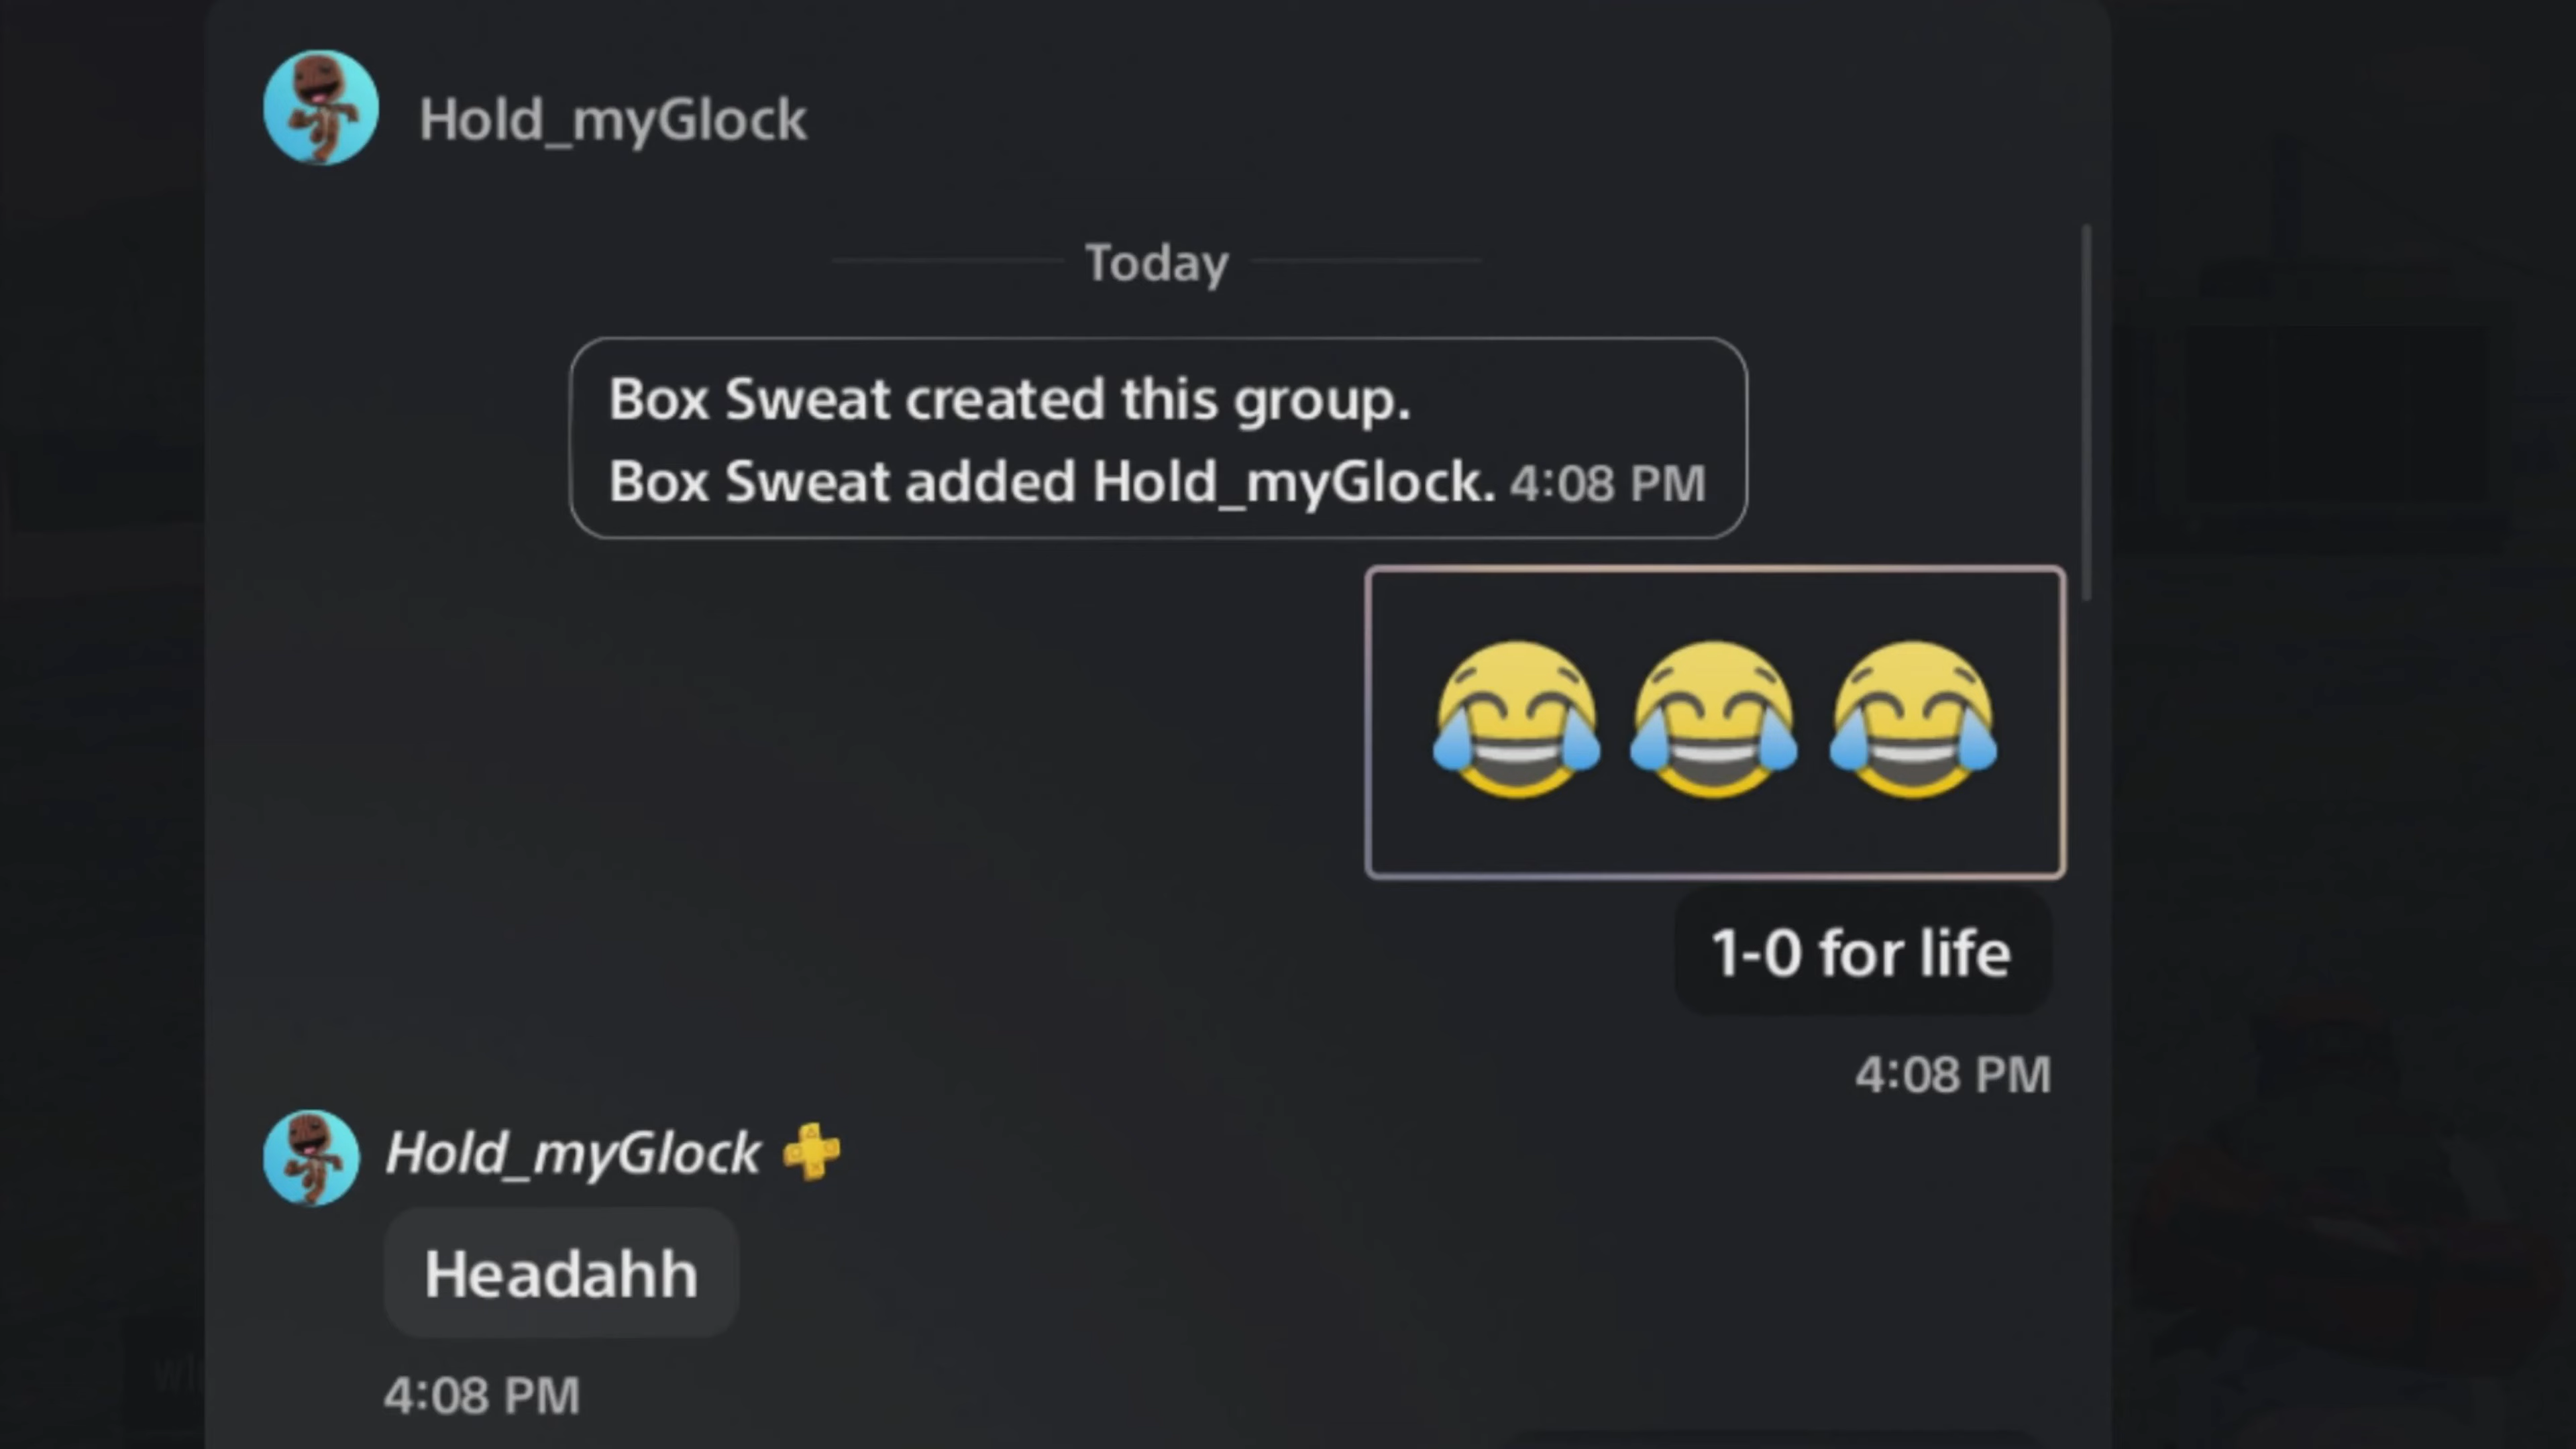 Hold_myGlock
Today
Box Sweat created this group.
Box Sweat added Hold_myGlock. 4:08 PM
😂😂😂
1-0 for life
4:08 PM
Hold_myGlock
Headahh
4:08 PM